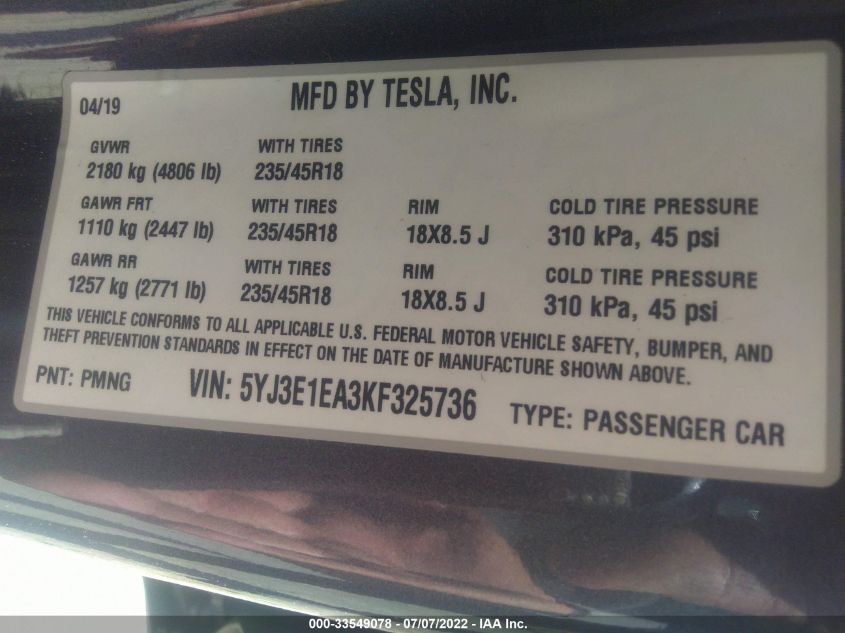 04/19 MFD BY TESLA, INC.
GVWR WITH TIRES
2180 kg (4806 lb) 235/45R18
GAWR FRT WITH TIRES RIM COLD TIRE PRESSURE
1110 kg (2447 lb) 235/45R18 18X8.5 J 310 kPa, 45 psi
GAWR RR WITH TIRES RIM COLD TIRE PRESSURE
1257 kg (2771 lb) 235/45R18 18X8.5 J 310 kPa, 45 psi
THIS VEHICLE CONFORMS TO ALL APPLICABLE U.S. FEDERAL MOTOR VEHICLE SAFETY, BUMPER, AND
THEFT PREVENTION STANDARDS IN EFFECT ON THE DATE OF MANUFACTURE SHOWN ABOVE.
PNT: PMNG VIN: 5YJ3E1EA3KF325736 TYPE: PASSENGER CAR
000-33549078 - 07/07/2022 - IAA Inc.